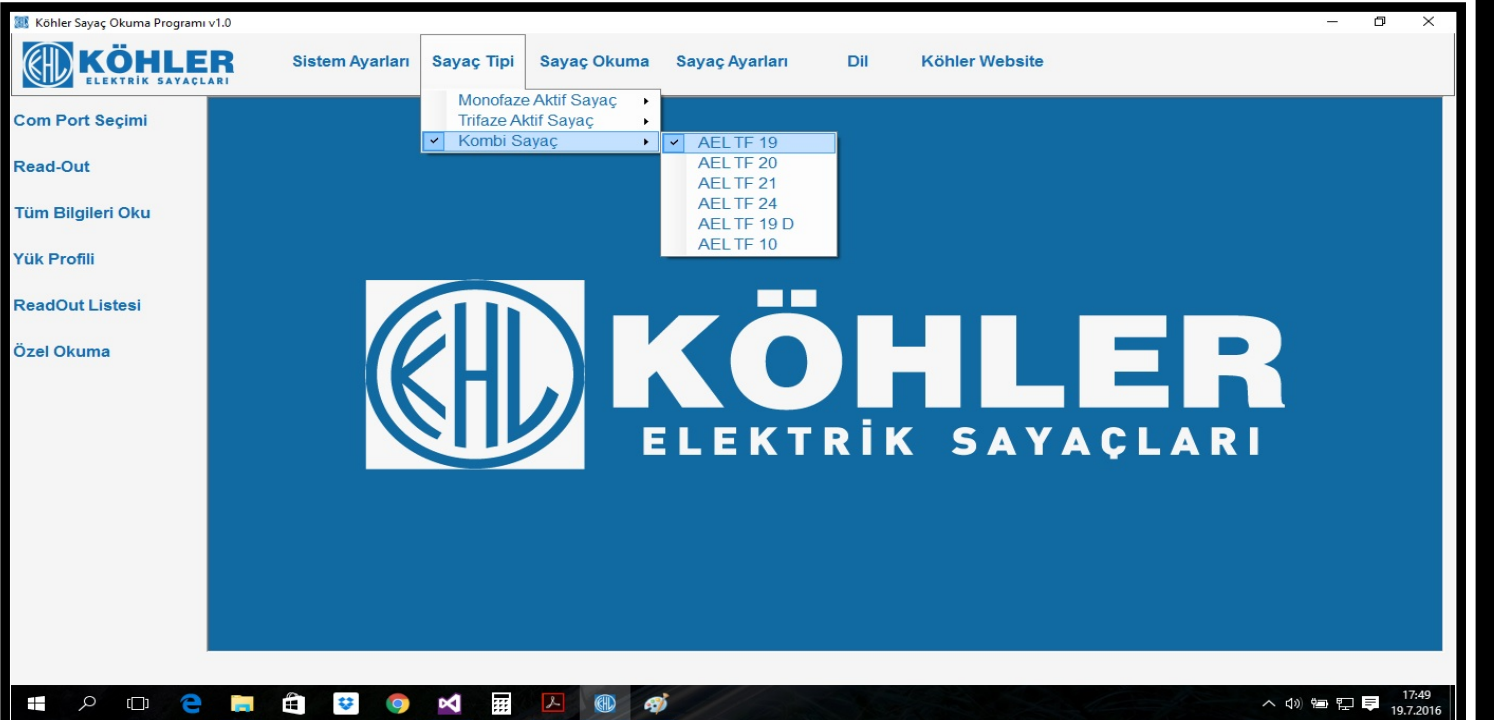 Köhler Sayaç Okuma Programı v1.0
KHL KÖHLER
ELEKTRİK SAYAÇLARI
Sistem Ayarları Sayaç Tipi Sayaç Okuma Sayaç Ayarları Dil Köhler Website
Monofaze Aktif Sayaç
Trifaze Aktif Sayaç
Kombi Sayaç
AEL TF 19
AEL TF 20
AEL TF 21
AEL TF 24
AEL TF 19 D
AEL TF 10
Com Port Seçimi
Read-Out
Tüm Bilgileri Oku
Yük Profili
ReadOut Listesi
Özel Okuma
KHL KÖHLER
ELEKTRİK SAYAÇLARI
17:49
19.7.2016